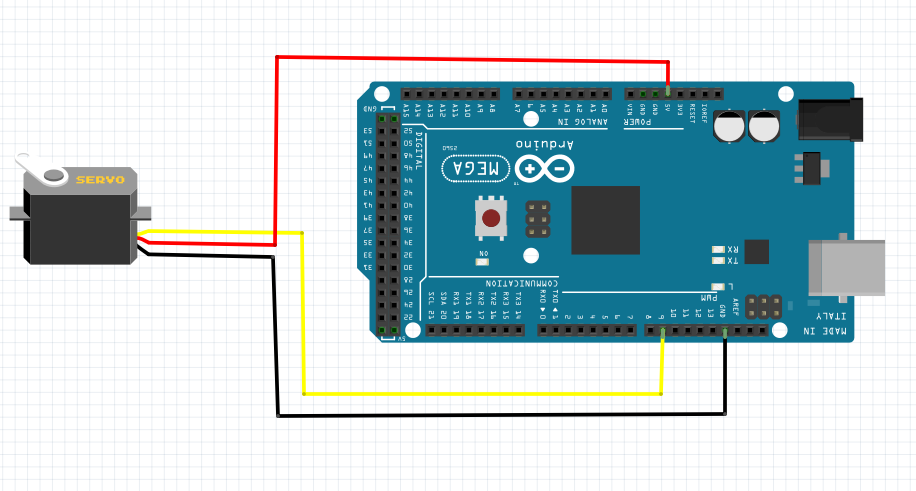 SERVO
GND
A15 A14 A13 A12 A11 A10 A9 A8
A7 A5 A4 A3 A2 A1 A0
VIN GND GND 5V 3V3 RESET IOREF
ANALOG IN
POWER
DIGITAL
53 52
51 50
49 48
47 46
45 44
43 42
41 40
39 38
37 36
35 34
33 32
31 30
28
26
24
22
2560
MEGA
Arduino
TM
ON
RX
TX
L
COMMUNICATION
PWM
SCL 21
SDA 20
RX1 19
TX1 18
RX2 17
TX2 16
RX3 15
TX3 14
RX0 0
TX0 1
2 3 4 5 6 7
8 9 10 11 12 13 GND AREF
MADE IN
ITALY
5V